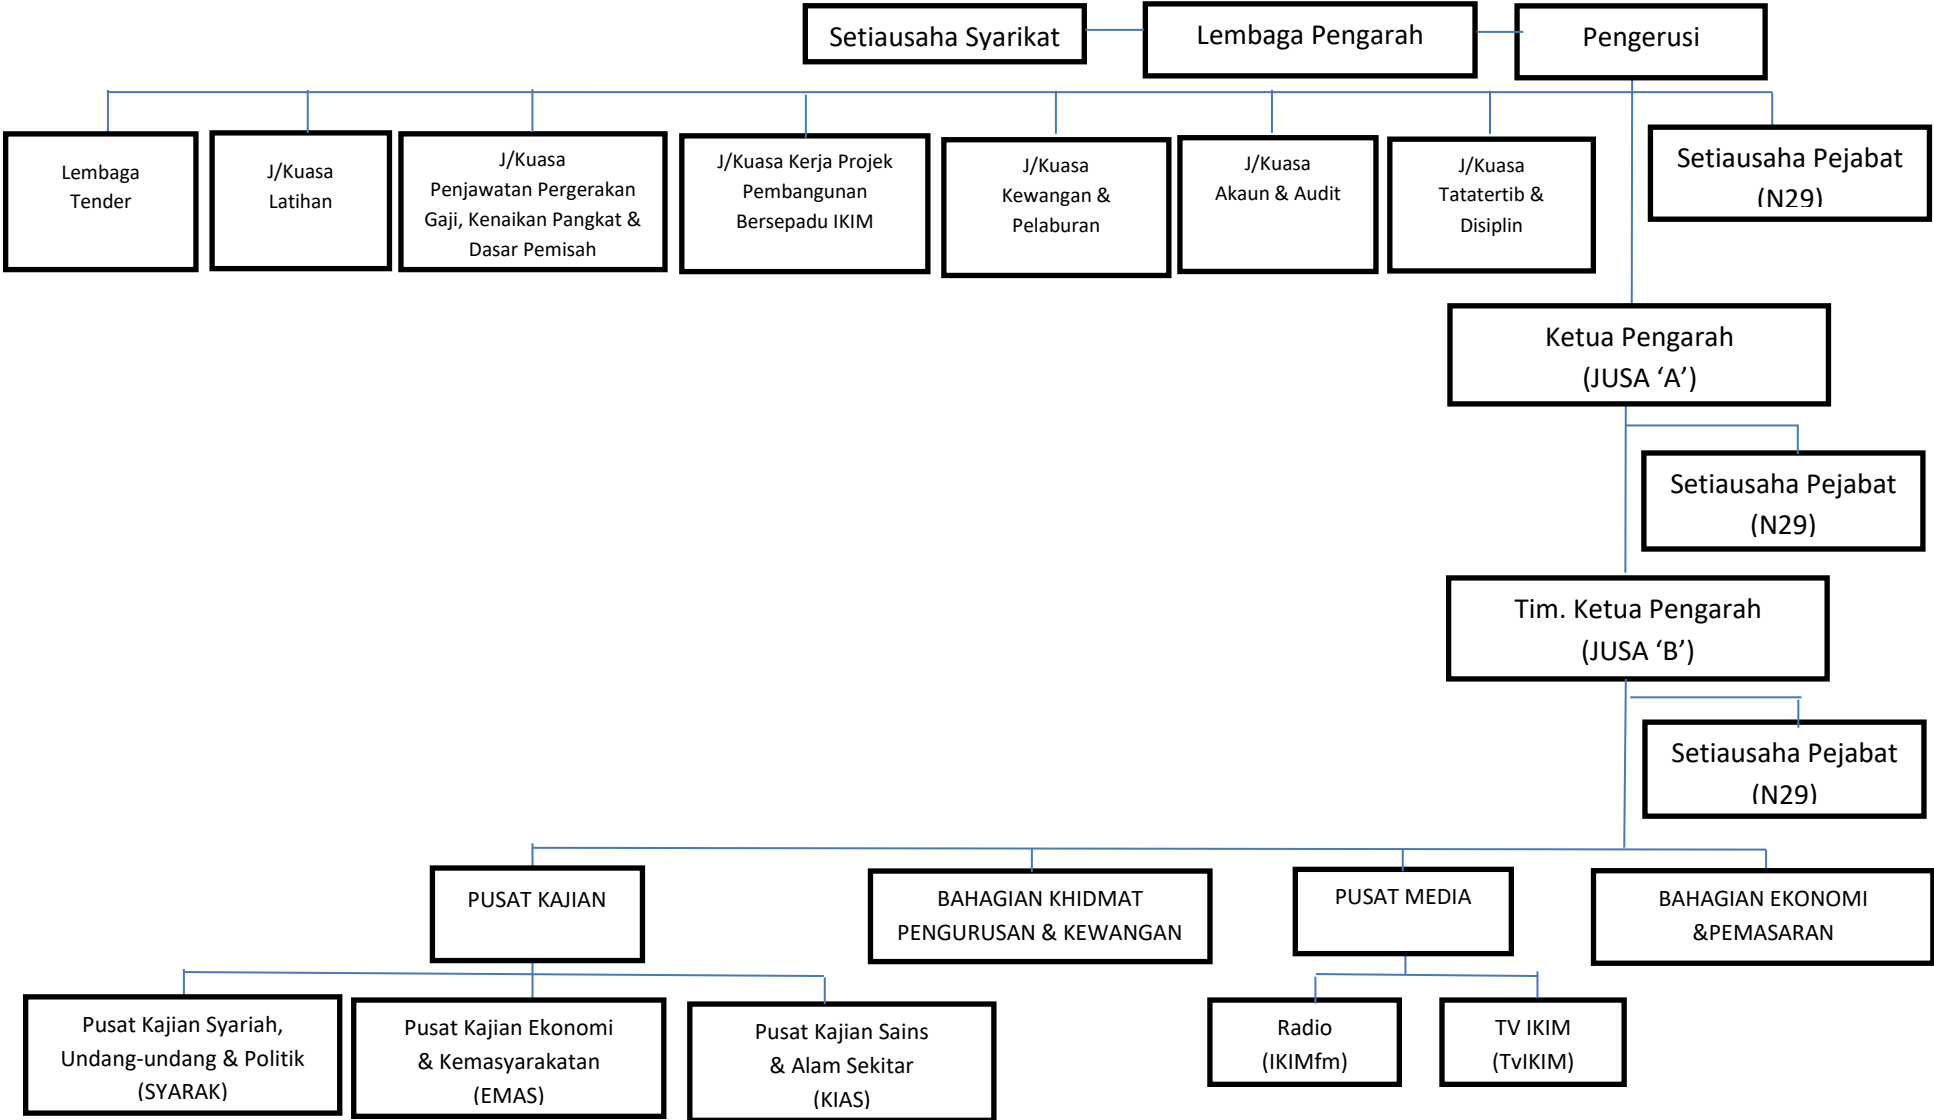 Setiausaha Syarikat
Lembaga Pengarah
Pengerusi
Lembaga
Tender
J/Kuasa
Latihan
J/Kuasa
Penjawatan Pergerakan
Gaji, Kenaikan Pangkat &
Dasar Pemisah
J/Kuasa Kerja Projek
Pembangunan
Bersepadu IKIM
J/Kuasa
Kewangan &
Pelaburan
J/Kuasa
Akaun & Audit
J/Kuasa
Tatatertib &
Disiplin
Setiausaha Pejabat
(N29)
Ketua Pengarah
(JUSA ‘A’)
Setiausaha Pejabat
(N29)
Tim. Ketua Pengarah
(JUSA ‘B’)
Setiausaha Pejabat
(N29)
PUSAT KAJIAN
BAHAGIAN KHIDMAT
PENGURUSAN & KEWANGAN
PUSAT MEDIA
BAHAGIAN EKONOMI
&PEMASARAN
Pusat Kajian Syariah,
Undang-undang & Politik
(SYARAK)
Pusat Kajian Ekonomi
& Kemasyarakatan
(EMAS)
Pusat Kajian Sains
& Alam Sekitar
(KIAS)
Radio
(IKIMfm)
TV IKIM
(TvIKIM)